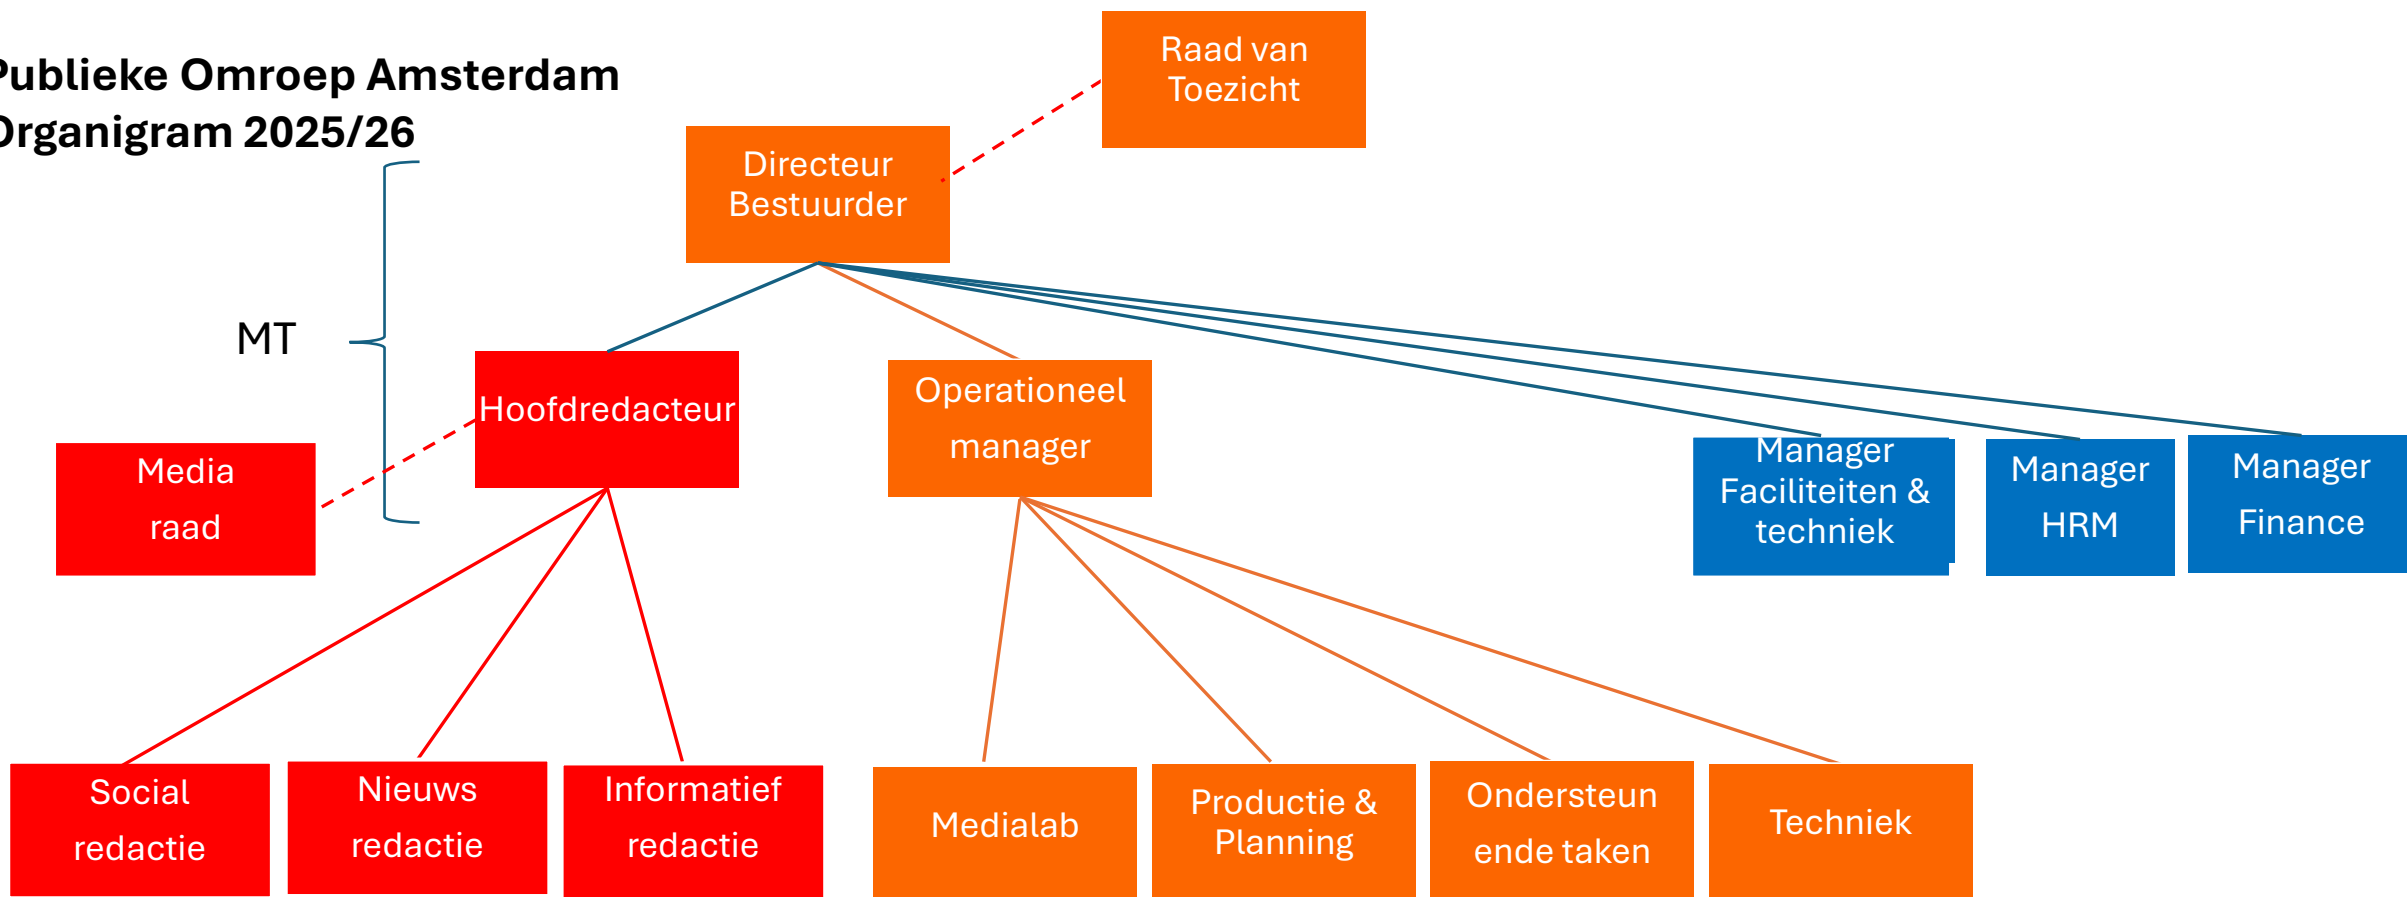 Publieke Omroep Amsterdam
Organigram 2025/26
Raad van
Toezicht
Directeur
Bestuurder
MT
Hoofdredacteur
Operationeel
manager
Media
raad
Manager
Faciliteiten &
techniek
Manager
HRM
Manager
Finance
Social
redactie
Nieuws
redactie
Informatief
redactie
Medialab
Productie &
Planning
Ondersteun
ende taken
Techniek